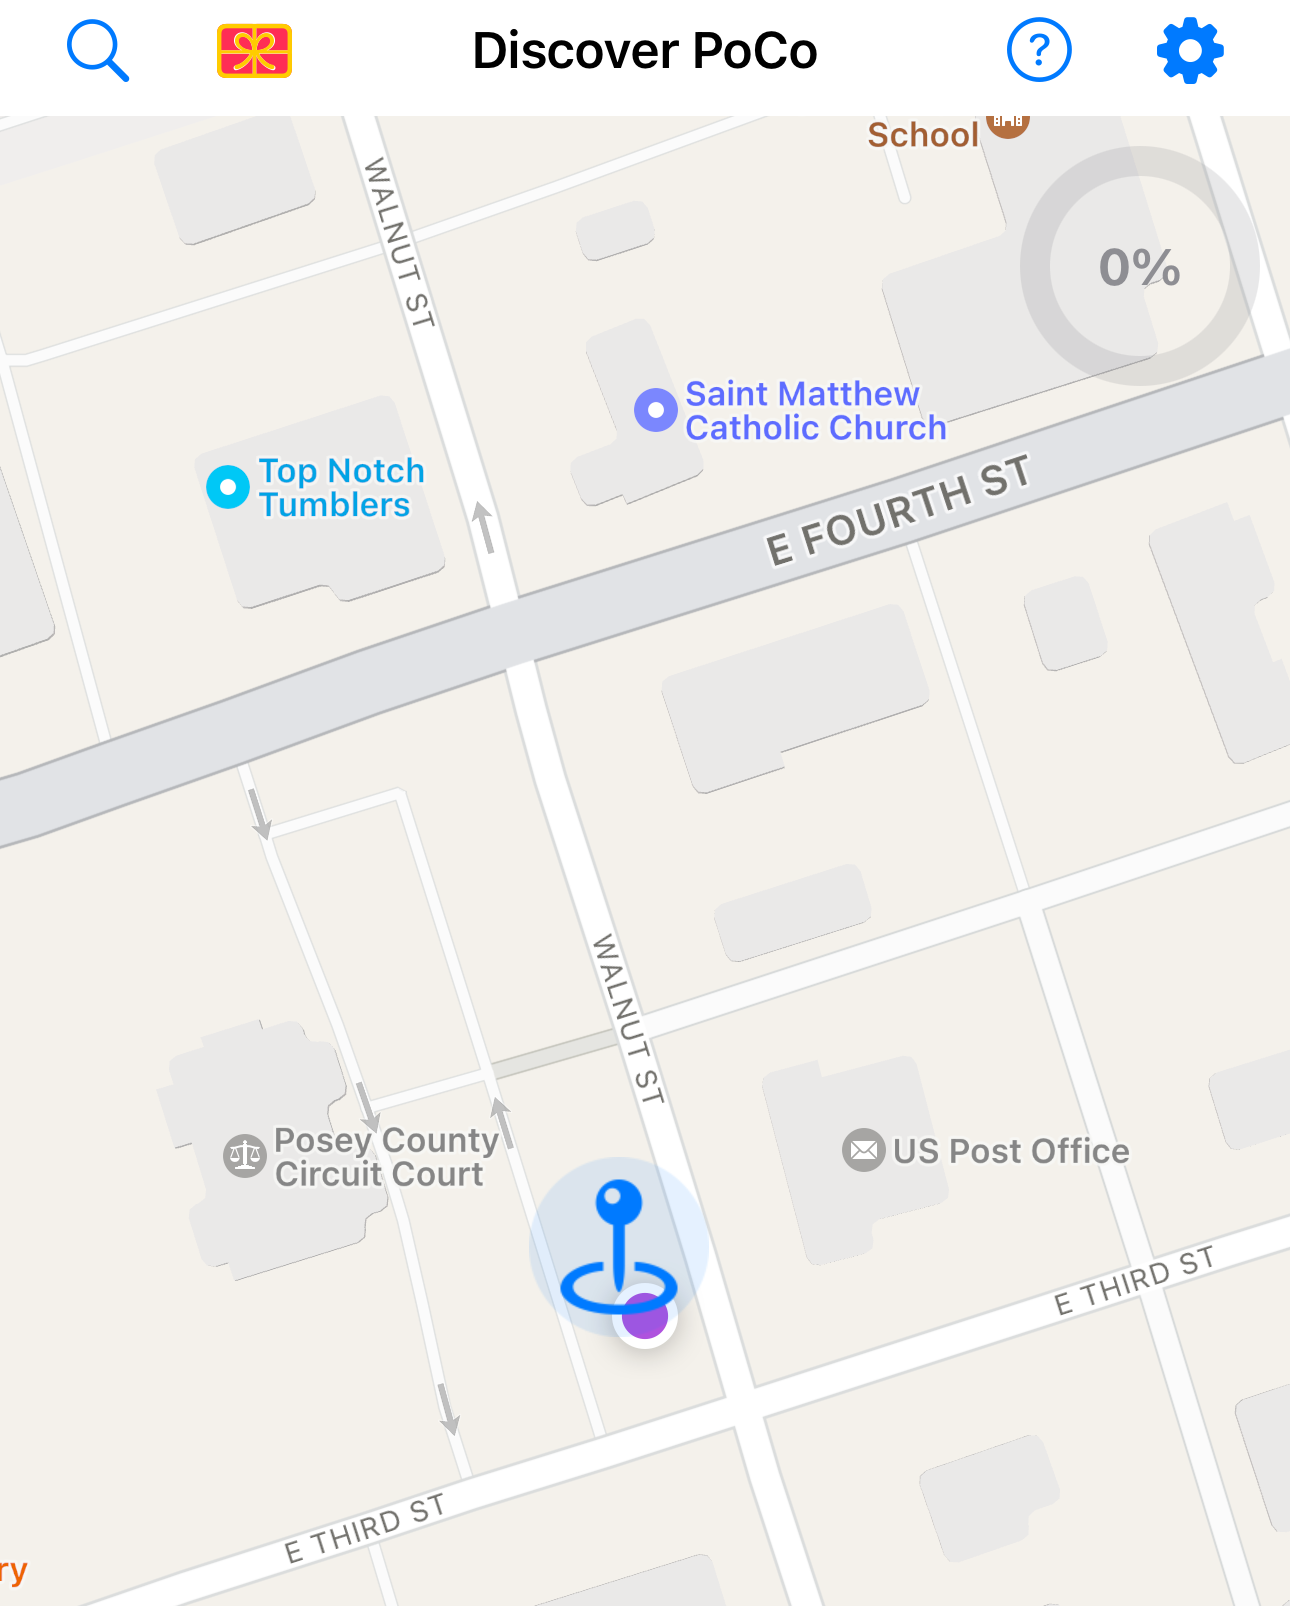 Discover PoCo
?
School
0%
WALNUT ST
Saint Matthew
Catholic Church
Top Notch
Tumblers
E FOURTH ST
WALNUT ST
Posey County
Circuit Court
US Post Office
E THIRD ST
E THIRD ST
ry